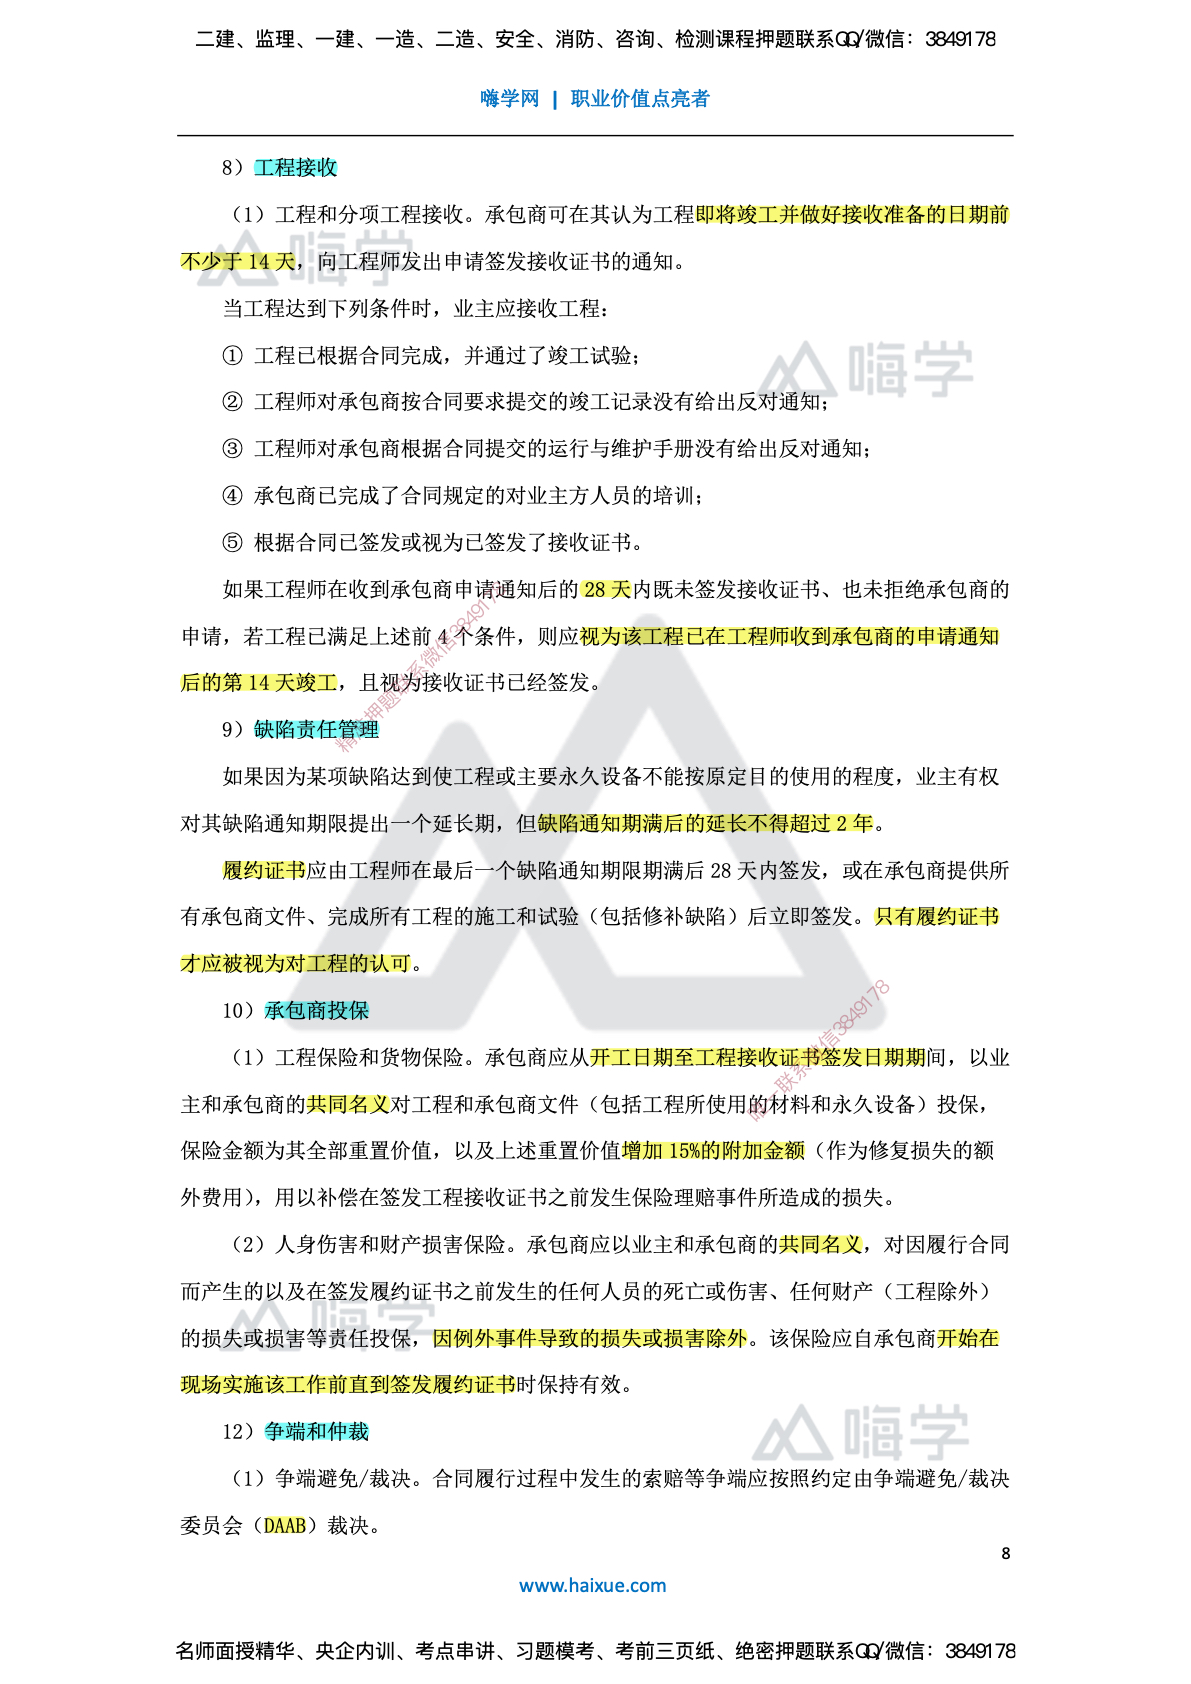 二建、监理、一建、一造、二造、安全、消防、咨询、检测课程押题联系QQ/微信：3849178
嗨学网 | 职业价值点亮者
8）工程接收
（1）工程和分项工程接收。承包商可在其认为工程即将竣工并做好接收准备的日期前
不少于 14 天，向工程师发出申请签发接收证书的通知。
嗨学
当工程达到下列条件时，业主应接收工程：
① 工程已根据合同完成，并通过了竣工试验；
嗨学
② 工程师对承包商按合同要求提交的竣工记录没有给出反对通知；
③ 工程师对承包商根据合同提交的运行与维护手册没有给出反对通知；
④ 承包商已完成了合同规定的对业主方人员的培训；
⑤ 根据合同已签发或视为已签发了接收证书。
如果工程师在收到承包商申请通知后的 28 天内既未签发接收证书、也未拒绝承包商的
申请，若工程已满足上述前 4 个条件，则应视为该工程已在工程师收到承包商的申请通知
后的第 14 天竣工，且视为接收证书已经签发。
精准押题联系微信3849178
9）缺陷责任管理
如果因为某项缺陷达到使工程或主要永久设备不能按原定目的使用的程度，业主有权
对其缺陷通知期限提出一个延长期，但缺陷通知期满后的延长不得超过 2 年。
履约证书应由工程师在最后一个缺陷通知期限期满后 28 天内签发，或在承包商提供所
有承包商文件、完成所有工程的施工和试验（包括修补缺陷）后立即签发。只有履约证书
才应被视为对工程的认可。
10）承包商投保
（1）工程保险和货物保险。承包商应从开工日期至工程接收证书签发日期期间，以业
唯一联系微信3849178
主和承包商的共同名义对工程和承包商文件（包括工程所使用的材料和永久设备）投保，
保险金额为其全部重置价值，以及上述重置价值增加 15%的附加金额（作为修复损失的额
外费用），用以补偿在签发工程接收证书之前发生保险理赔事件所造成的损失。
（2）人身伤害和财产损害保险。承包商应以业主和承包商的共同名义，对因履行合同
而产生的以及在签发履约证书之前发生的任何人员的死亡或伤害、任何财产（工程除外）
嗨学
的损失或损害等责任投保，因例外事件导致的损失或损害除外。该保险应自承包商开始在
现场实施该工作前直到签发履约证书时保持有效。
12）争端和仲裁
嗨学
（1）争端避免/裁决。合同履行过程中发生的索赔等争端应按照约定由争端避免/裁决
委员会（DAAB）裁决。
8
www.haixue.com
名师面授精华、央企内训、考点串讲、习题模考、考前三页纸、绝密押题联系QQ/微信：3849178